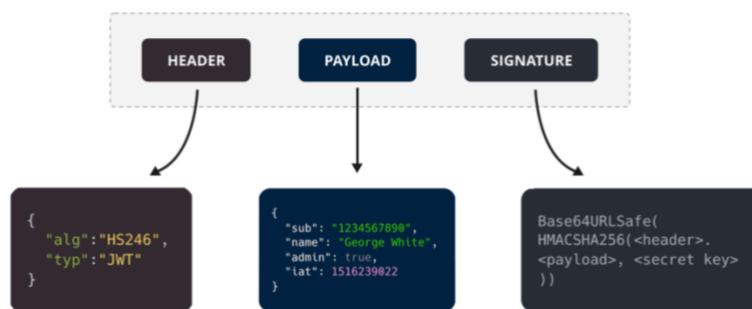 HEADER
PAYLOAD
SIGNATURE
{
"alg":"HS246",
"typ":"JWT"
}
{
"sub": "1234567890",
"name": "George White",
"admin": true,
"iat": 1516239022
}
Base64URLSafe(
HMACSHA256(<header>.
<payload>, <secret key>
))